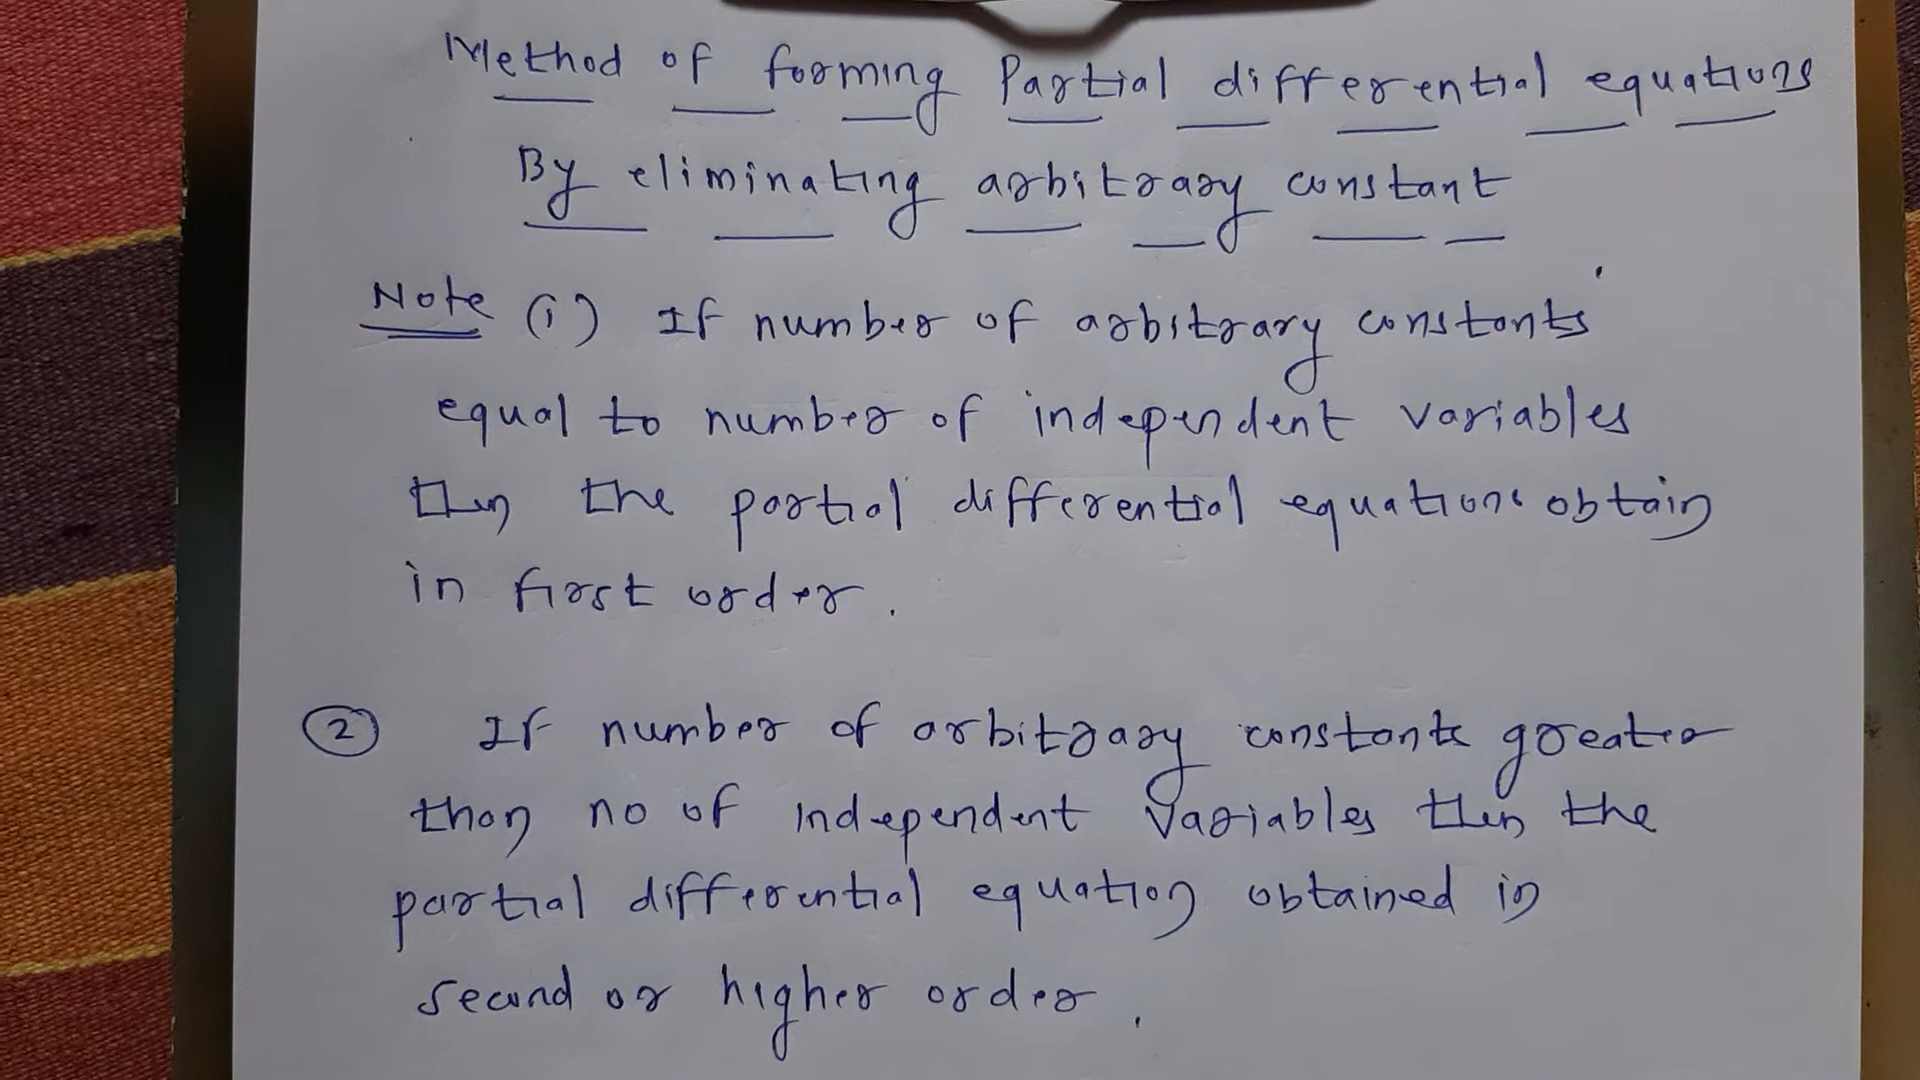 Method of forming Partial differential equations
By eliminating arbitrary constant
Note (i) If number of arbitrary constants
equal to number of independent variables
then the partial differential equations obtain
in first order.
2 If number of arbitrary constants greater
than no of independent variables then the
partial differential equation obtained in
second or higher order.